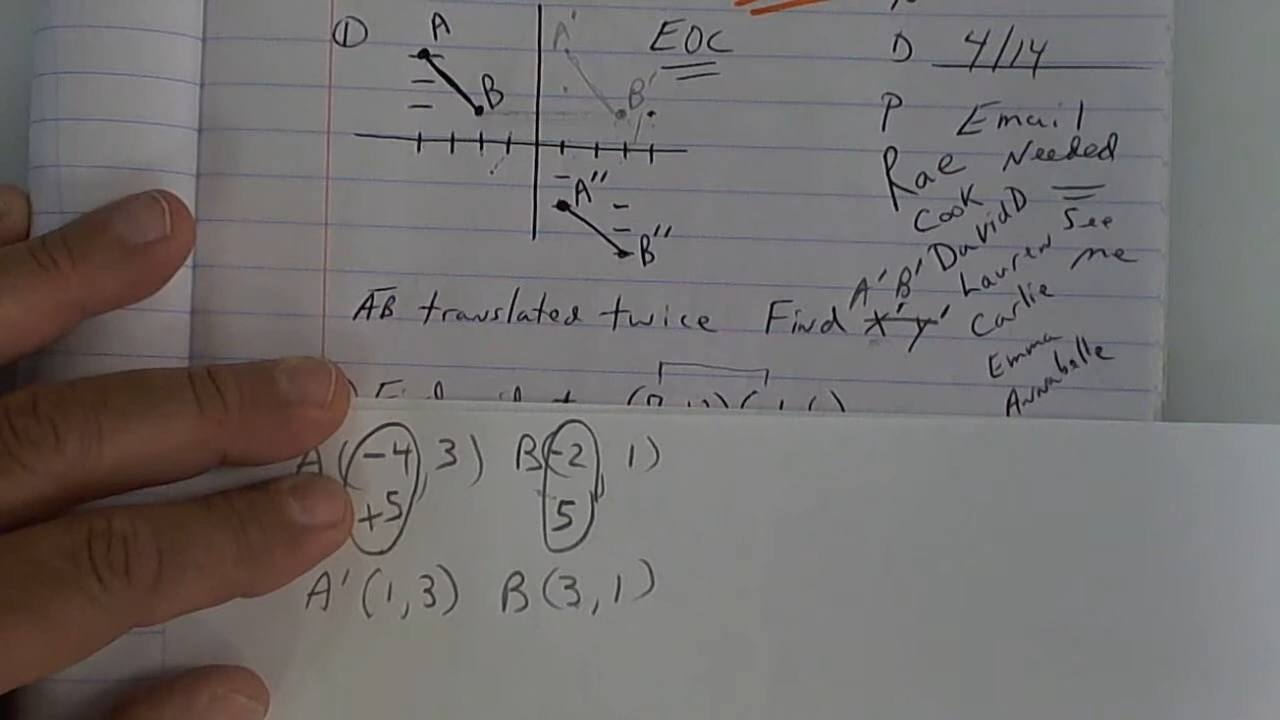 ① A A' EOC
B B'
A''
B''
D 4/14
P Email
Rae Needed
Cook See
DavidD me
Lauren
Carlie
Emma
Annabelle
A'B'
AB translated twice Find X'Y'
A(-4, 3) B(-2, 1)
+5 5
A'(1,3) B(3,1)